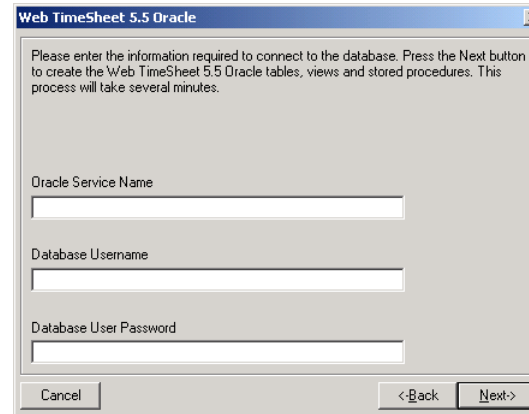 Web TimeSheet 5.5 Oracle
Please enter the information required to connect to the database. Press the Next button
to create the Web TimeSheet 5.5 Oracle tables, views and stored procedures. This
process will take several minutes.
Oracle Service Name
Database Username
Database User Password
Cancel
<-Back
Next->